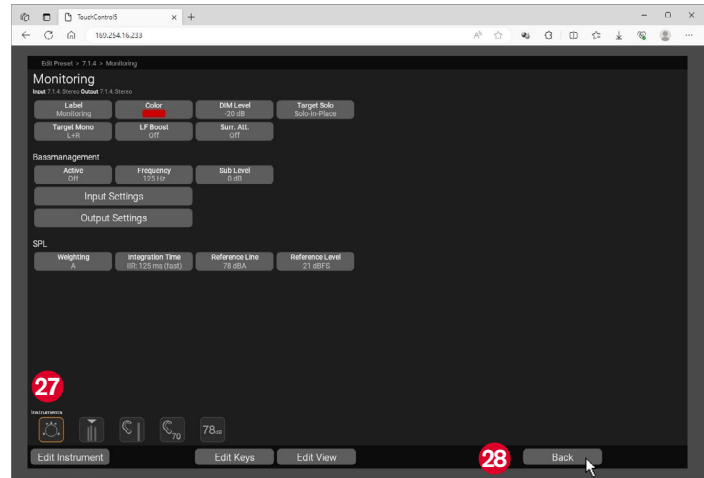 TouchControl5
169.254.16.233
Edit Preset > 7.1.4 > Monitoring
Monitoring
Input 7.1.4, Stereo Output 7.1.4, Stereo
Label
Monitoring
Color
DIM Level
-20 dB
Target Solo
Solo-In-Place
Target Mono
L+R
LF Boost
Off
Surr. Att.
Off
Bassmanagement
Active
Off
Frequency
125 Hz
Sub Level
0 dB
Input Settings
Output Settings
SPL
Weighting
A
Integration Time
IIR: 125 ms (fast)
Reference Line
78 dBA
Reference Level
21 dBFS
27
Instruments
70
78dB
Edit Instrument
Edit Keys
Edit View
28
Back